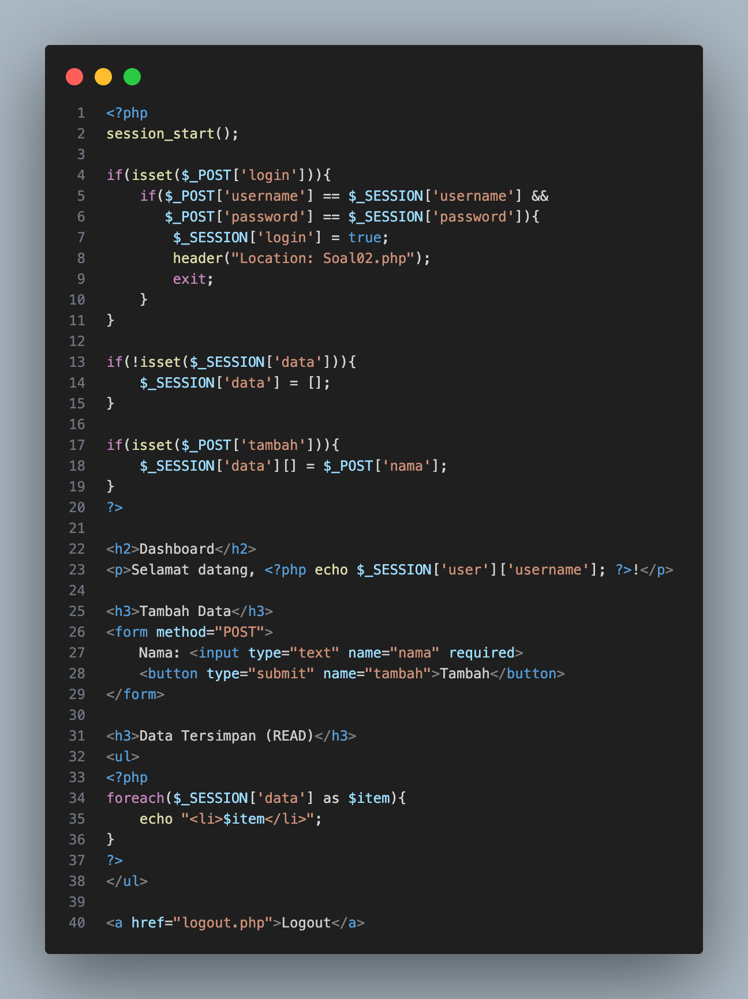 1 <?php
2 session_start();
3
4 if(isset($_POST['login'])){
5     if($_POST['username'] == $_SESSION['username'] &&
6        $_POST['password'] == $_SESSION['password']){
7         $_SESSION['login'] = true;
8         header("Location: Soal02.php");
9         exit;
10     }
11 }
12
13 if(!isset($_SESSION['data'])){
14     $_SESSION['data'] = [];
15 }
16
17 if(isset($_POST['tambah'])){
18     $_SESSION['data'][] = $_POST['nama'];
19 }
20 ?>
21
22 <h2>Dashboard</h2>
23 <p>Selamat datang, <?php echo $_SESSION['user']['username']; ?>!</p>
24
25 <h3>Tambah Data</h3>
26 <form method="POST">
27     Nama: <input type="text" name="nama" required>
28     <button type="submit" name="tambah">Tambah</button>
29 </form>
30
31 <h3>Data Tersimpan (READ)</h3>
32 <ul>
33 <?php
34 foreach($_SESSION['data'] as $item){
35     echo "<li>$item</li>";
36 }
37 ?>
38 </ul>
39
40 <a href="logout.php">Logout</a>